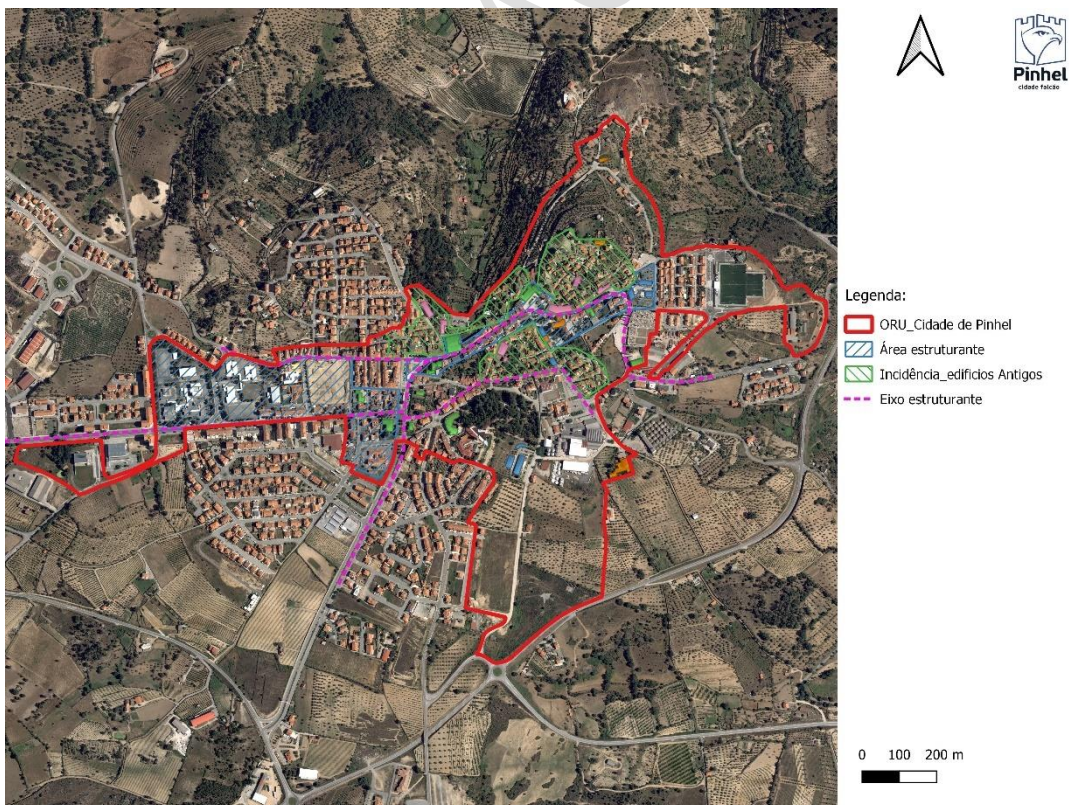 Pinhel
cidade falcão
Legenda:
ORU_Cidade de Pinhel
Área estruturante
Incidência_edificios Antigos
Eixo estruturante
0 100 200 m